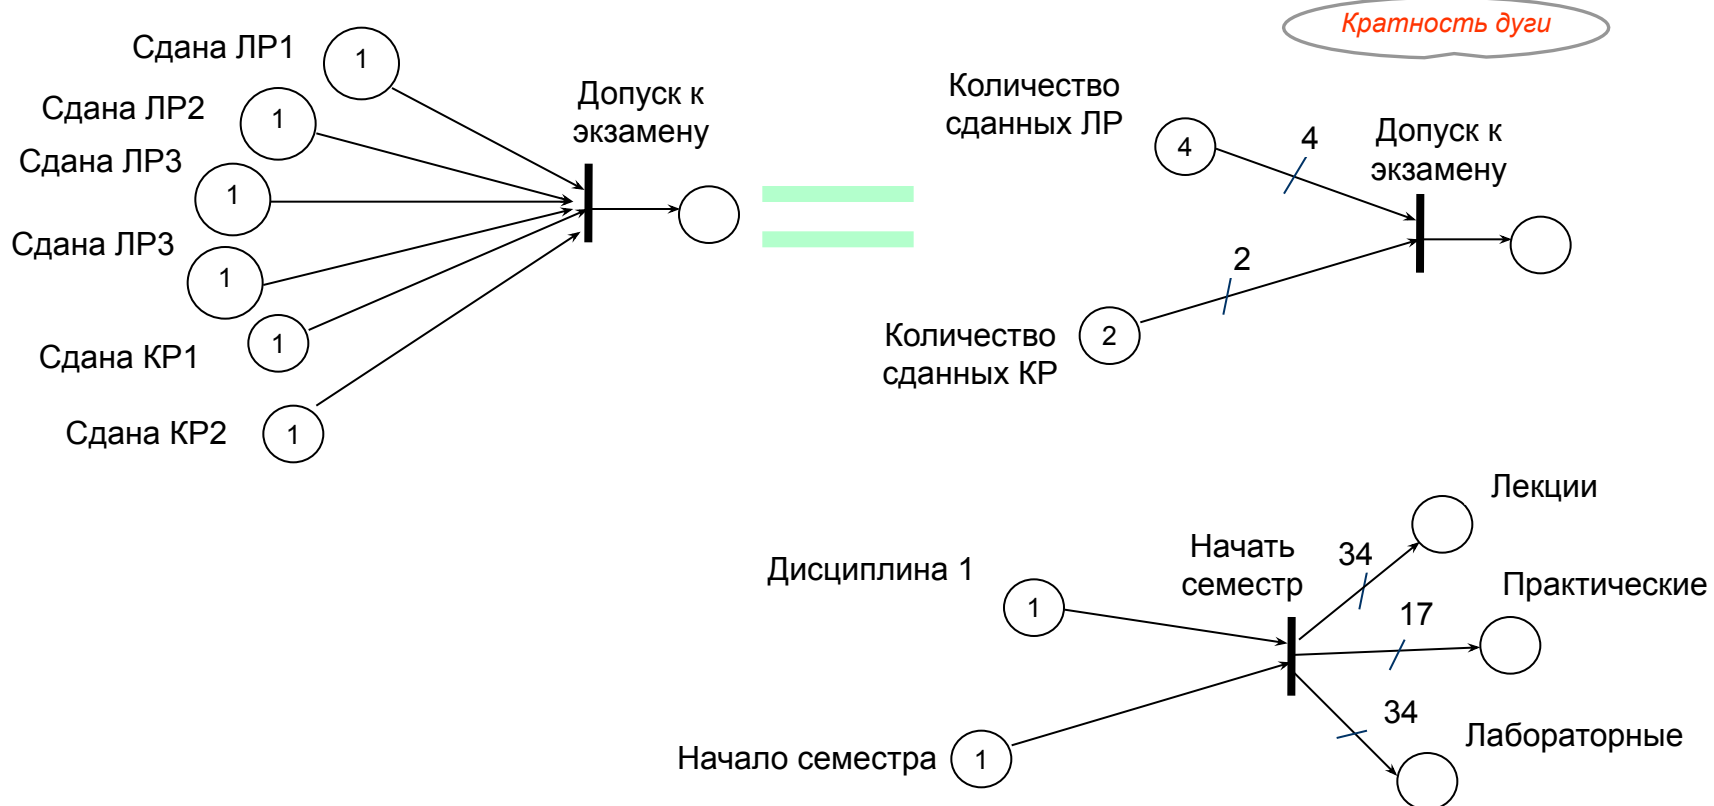 Кратность дуги
Сдана ЛР1
1
Сдана ЛР2
1
Сдана ЛР3
1
Сдана ЛР3
1
Сдана КР1
1
Сдана КР2
1
Допуск к
экзамену
Количество
сданных ЛР
4
4
Допуск к
экзамену
2
Количество
сданных КР
2
Дисциплина 1
1
Начало семестра
1
Начать
семестр
34
Лекции
17
Практические
34
Лабораторные